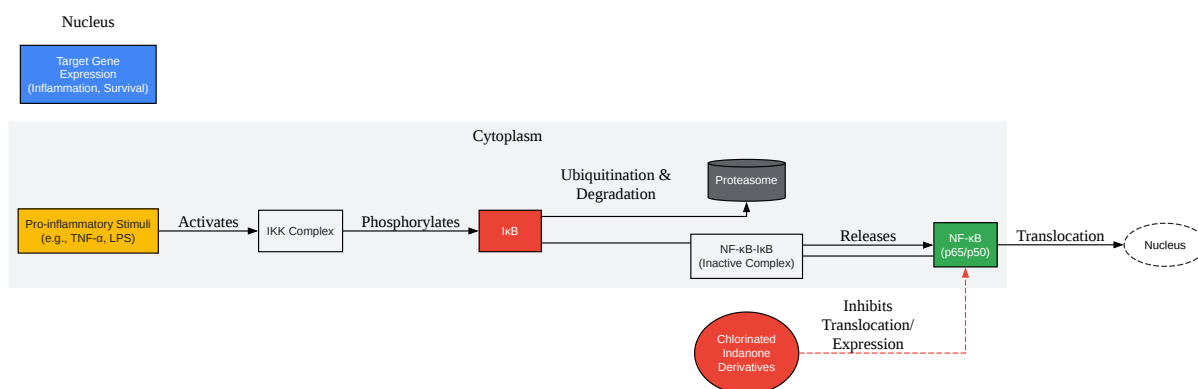 Nucleus
Target Gene
Expression
(Inflammation, Survival)
Cytoplasm
Pro-inflammatory Stimuli
(e.g., TNF-α, LPS)
Activates
IKK Complex
Phosphorylates
IκB
Ubiquitination &
Degradation
Proteasome
NF-κB-IκB
(Inactive Complex)
Releases
NF-κB
(p65/p50)
Translocation
Nucleus
Chlorinated
Indanone
Derivatives
Inhibits
Translocation/
Expression